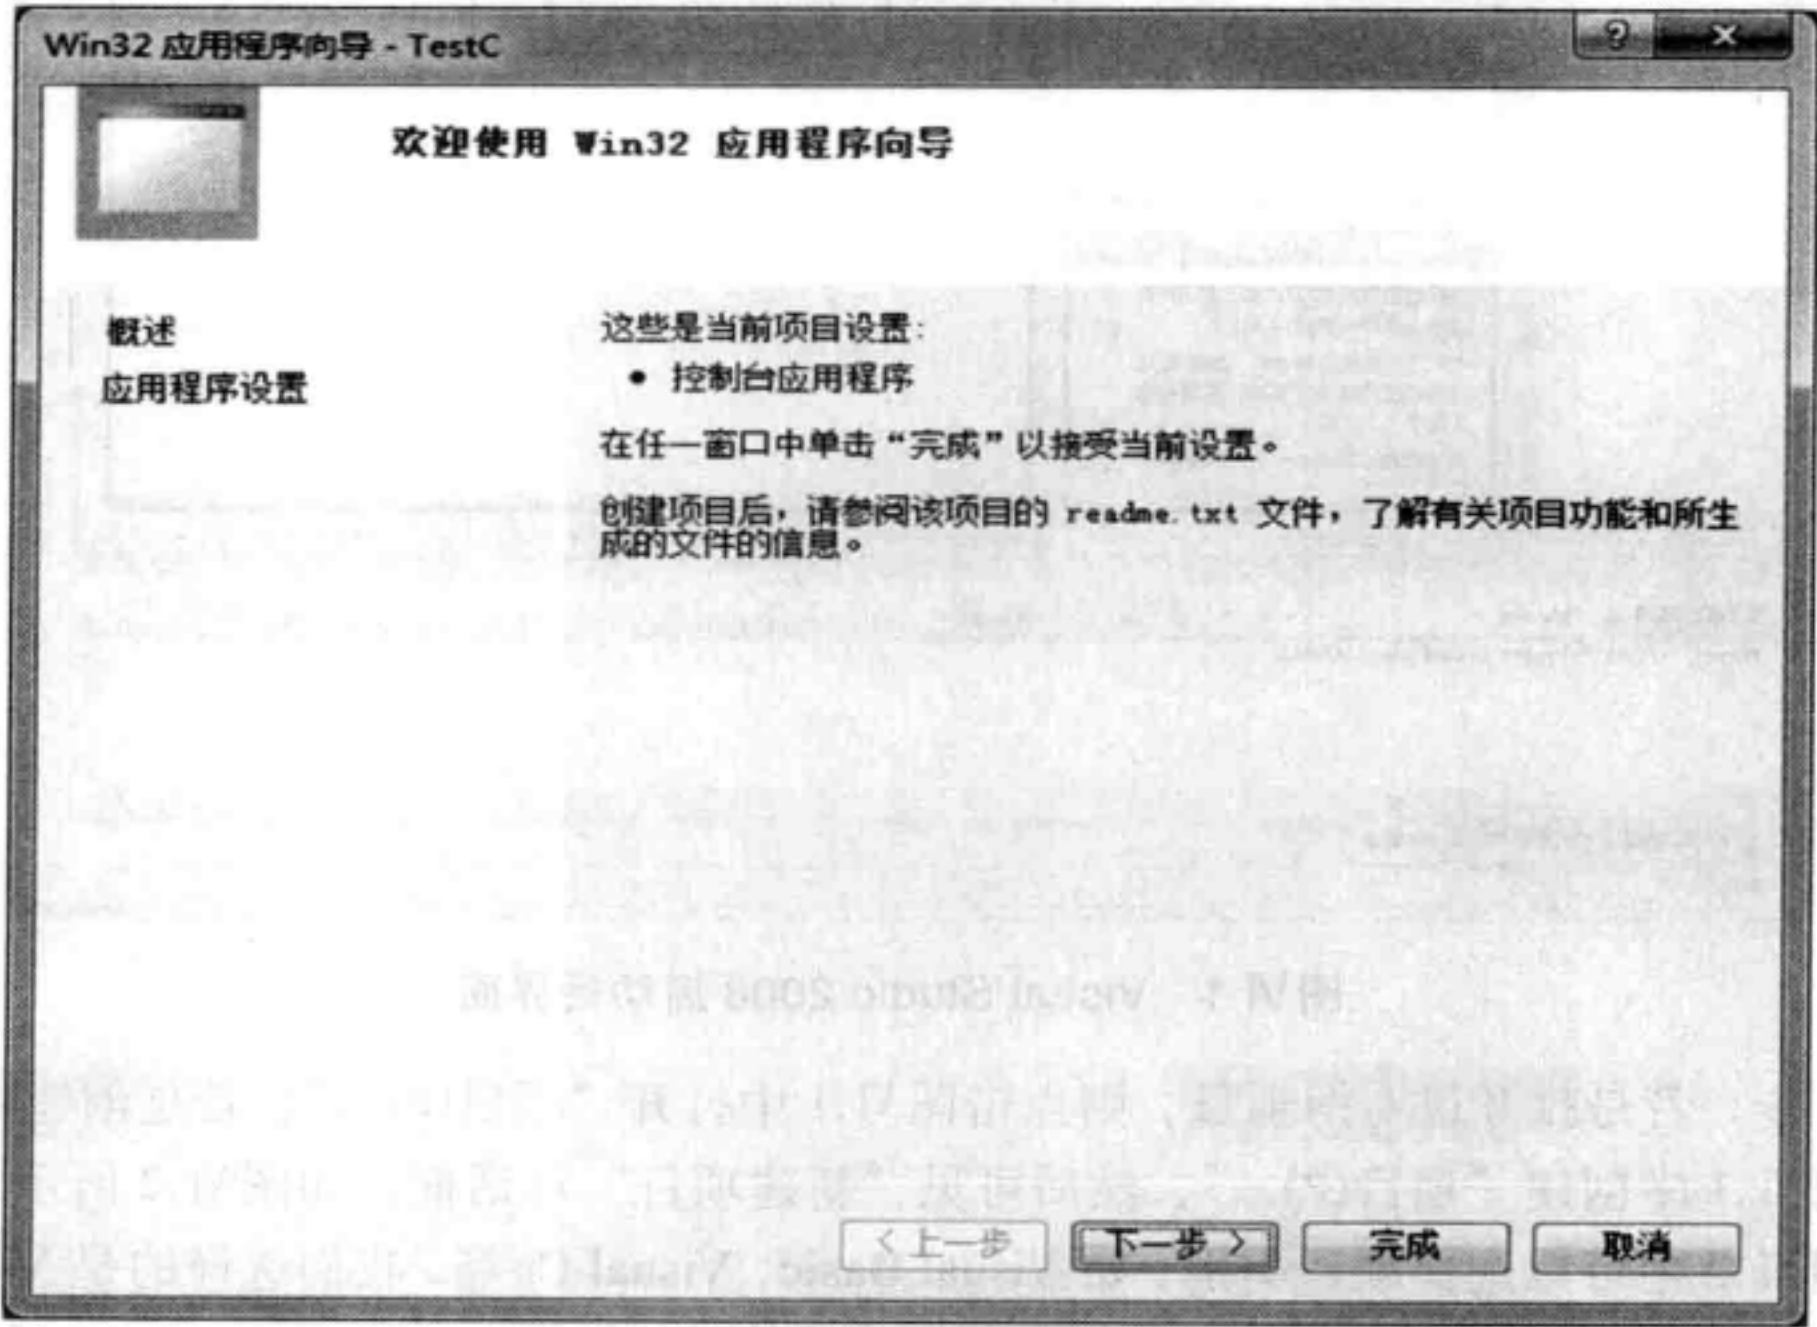 Win32 应用程序向导 - TestC
欢迎使用 Win32 应用程序向导
概述
应用程序设置
这些是当前项目设置:
• 控制台应用程序
在任一窗口中单击“完成”以接受当前设置。
创建项目后，请参阅该项目的 readme.txt 文件，了解有关项目功能和所生
成的文件的信息。
< 上一步
下一步 >
完成
取消